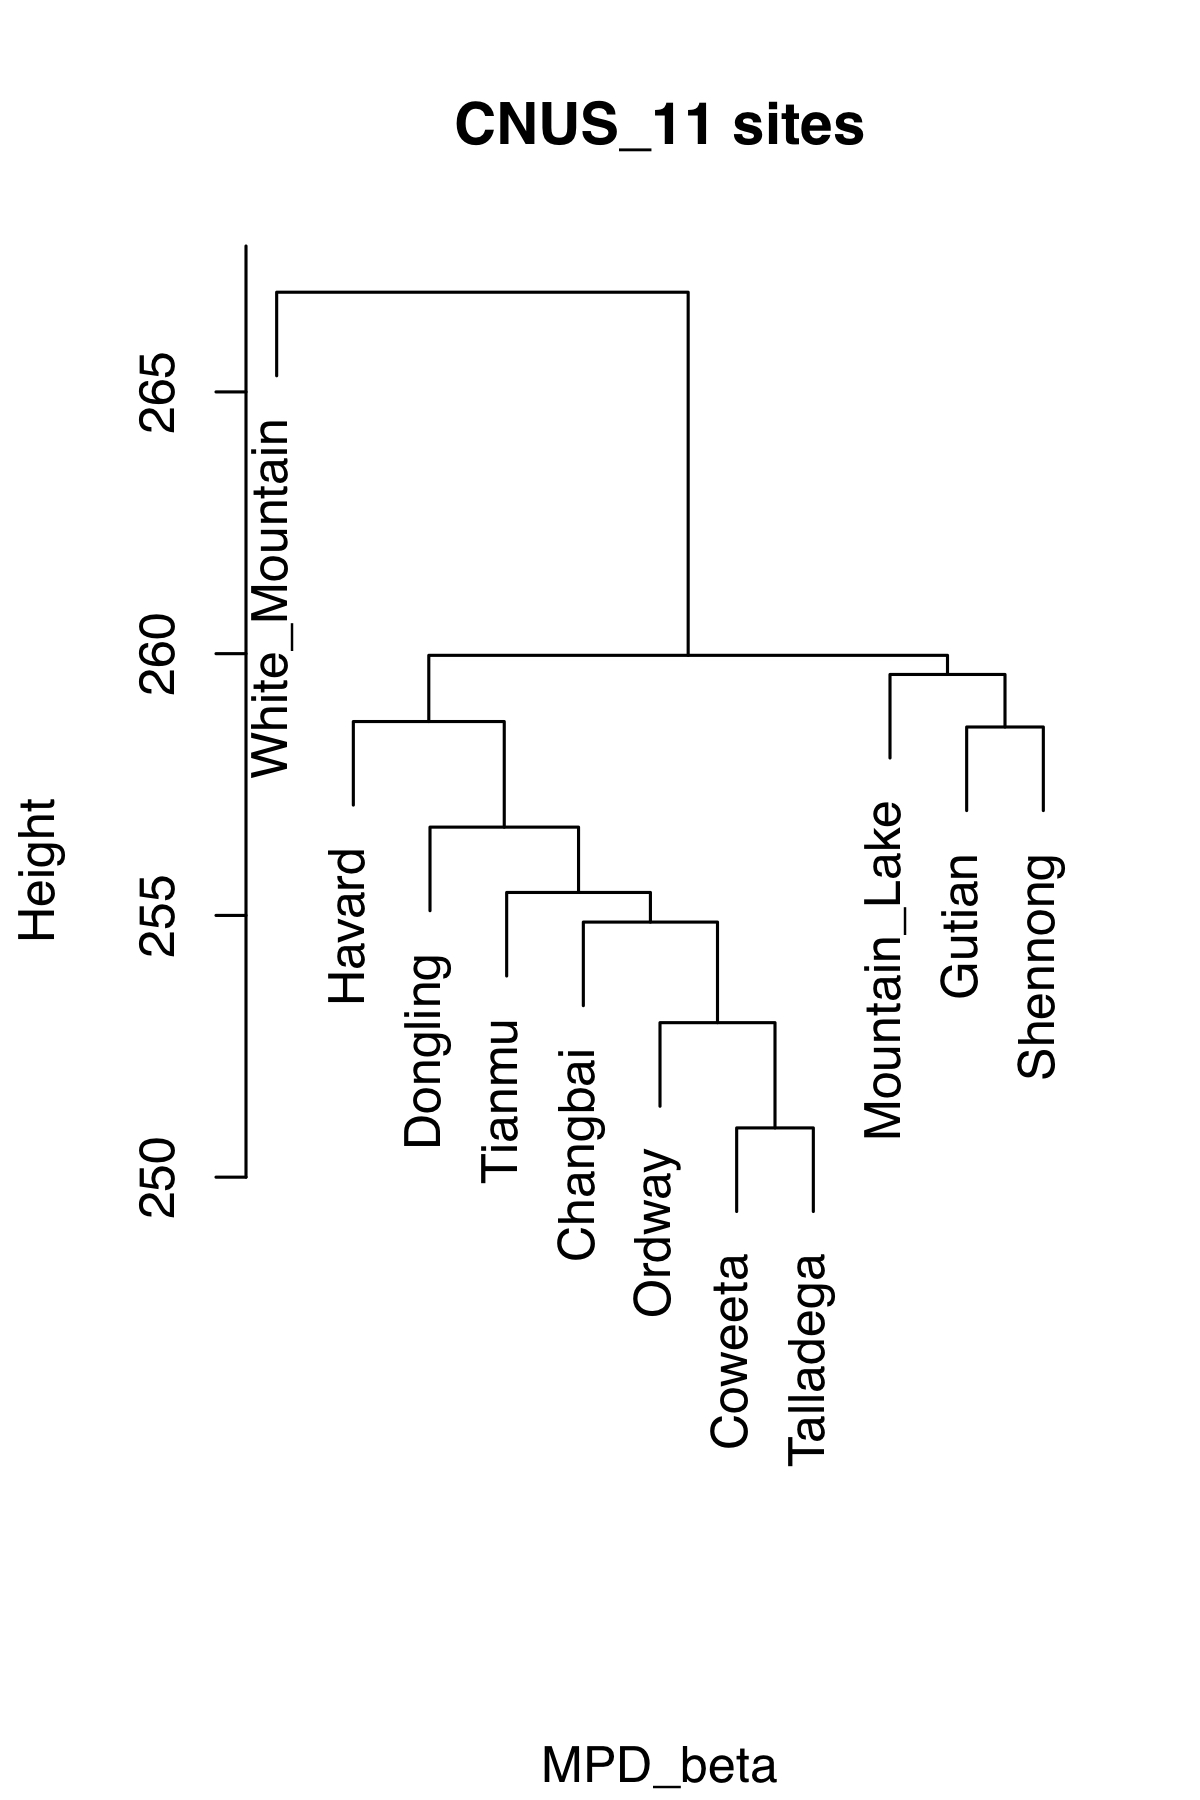 CNUS_11 sites
Height
265
260
255
250
White_Mountain
Havard
Dongling
Tianmu
Changbai
Ordway
Coweeta
Talladega
Mountain_Lake
Gutian
Shennong
MPD_beta